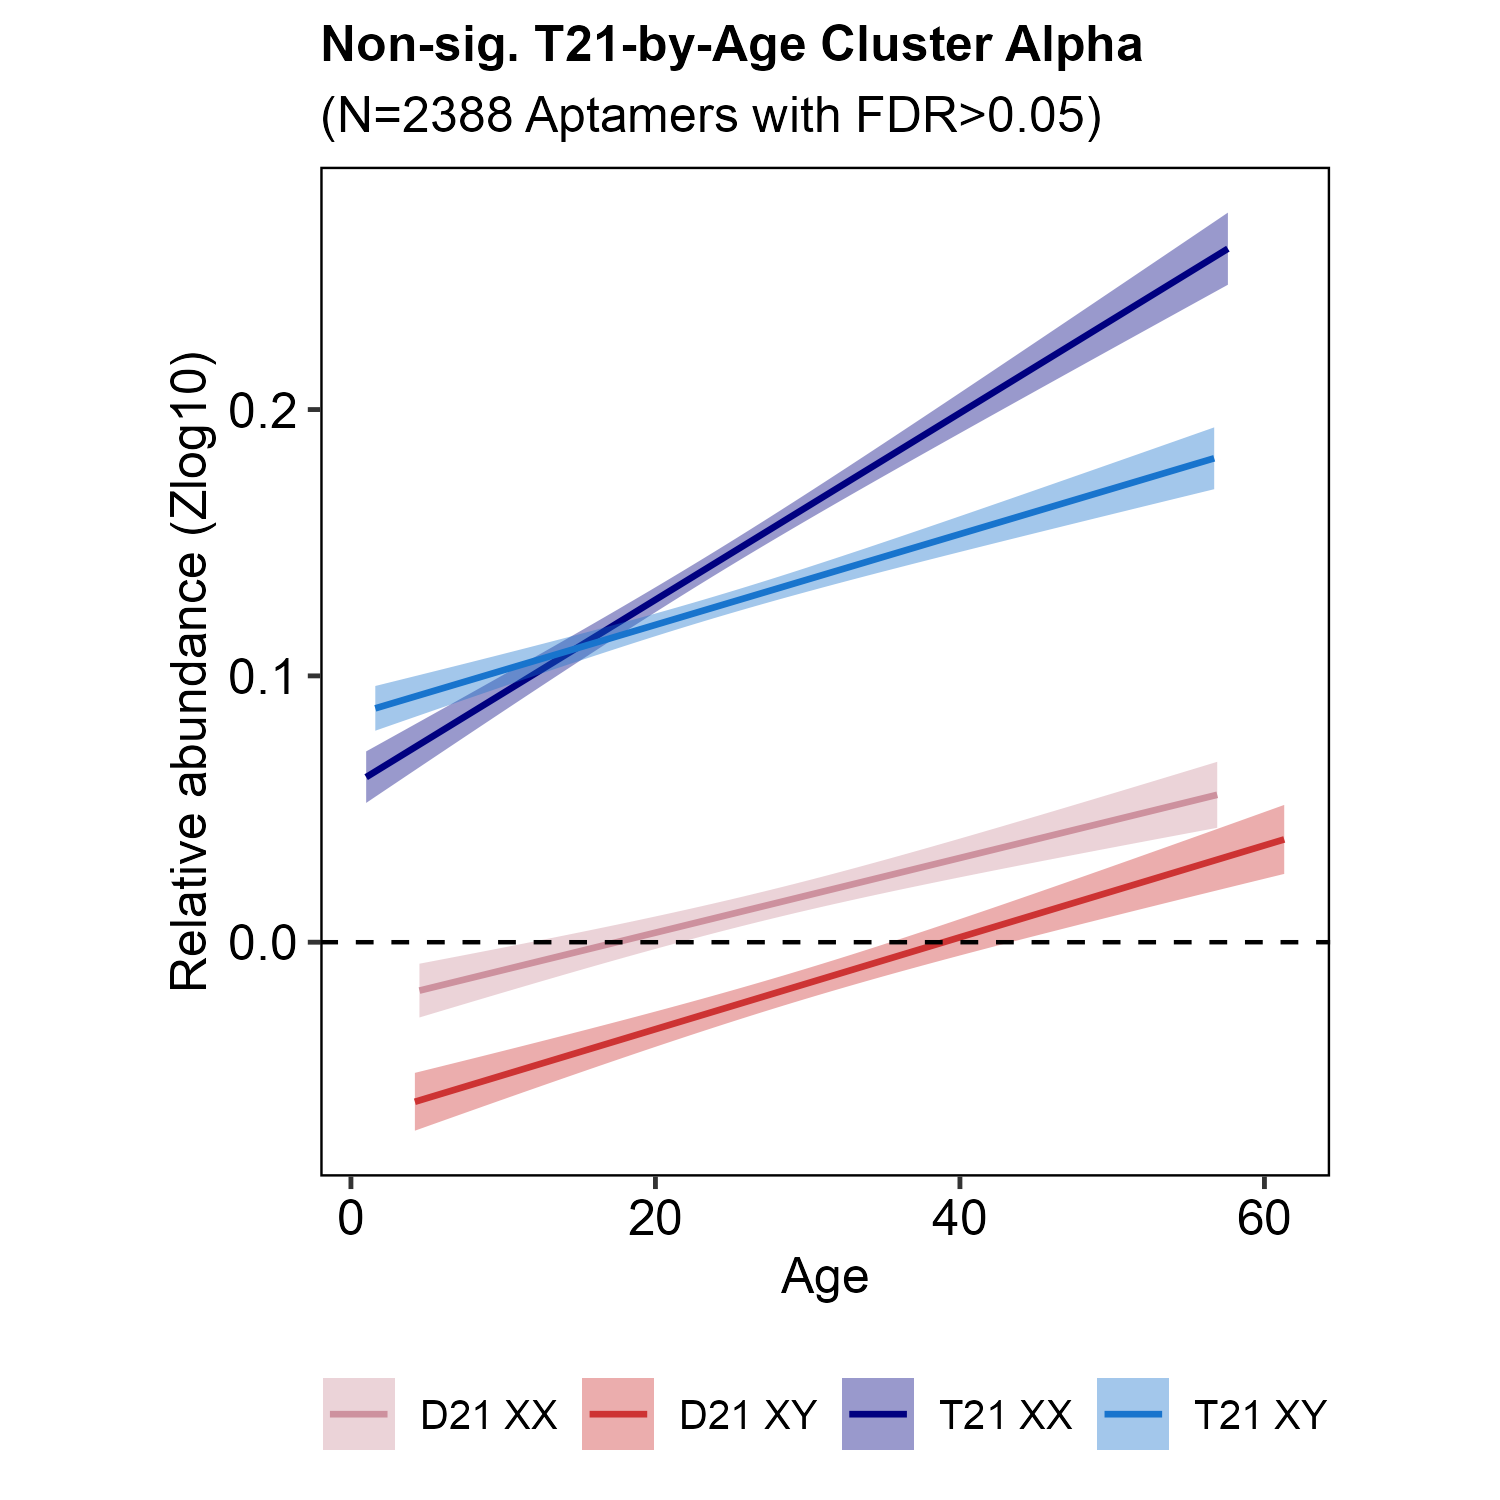 Non-sig. T21-by-Age Cluster Alpha
(N=2388 Aptamers with FDR>0.05)
Relative abundance (Zlog10)
0.2
0.1
0.0
0 20 40 60
Age
D21 XX D21 XY T21 XX T21 XY